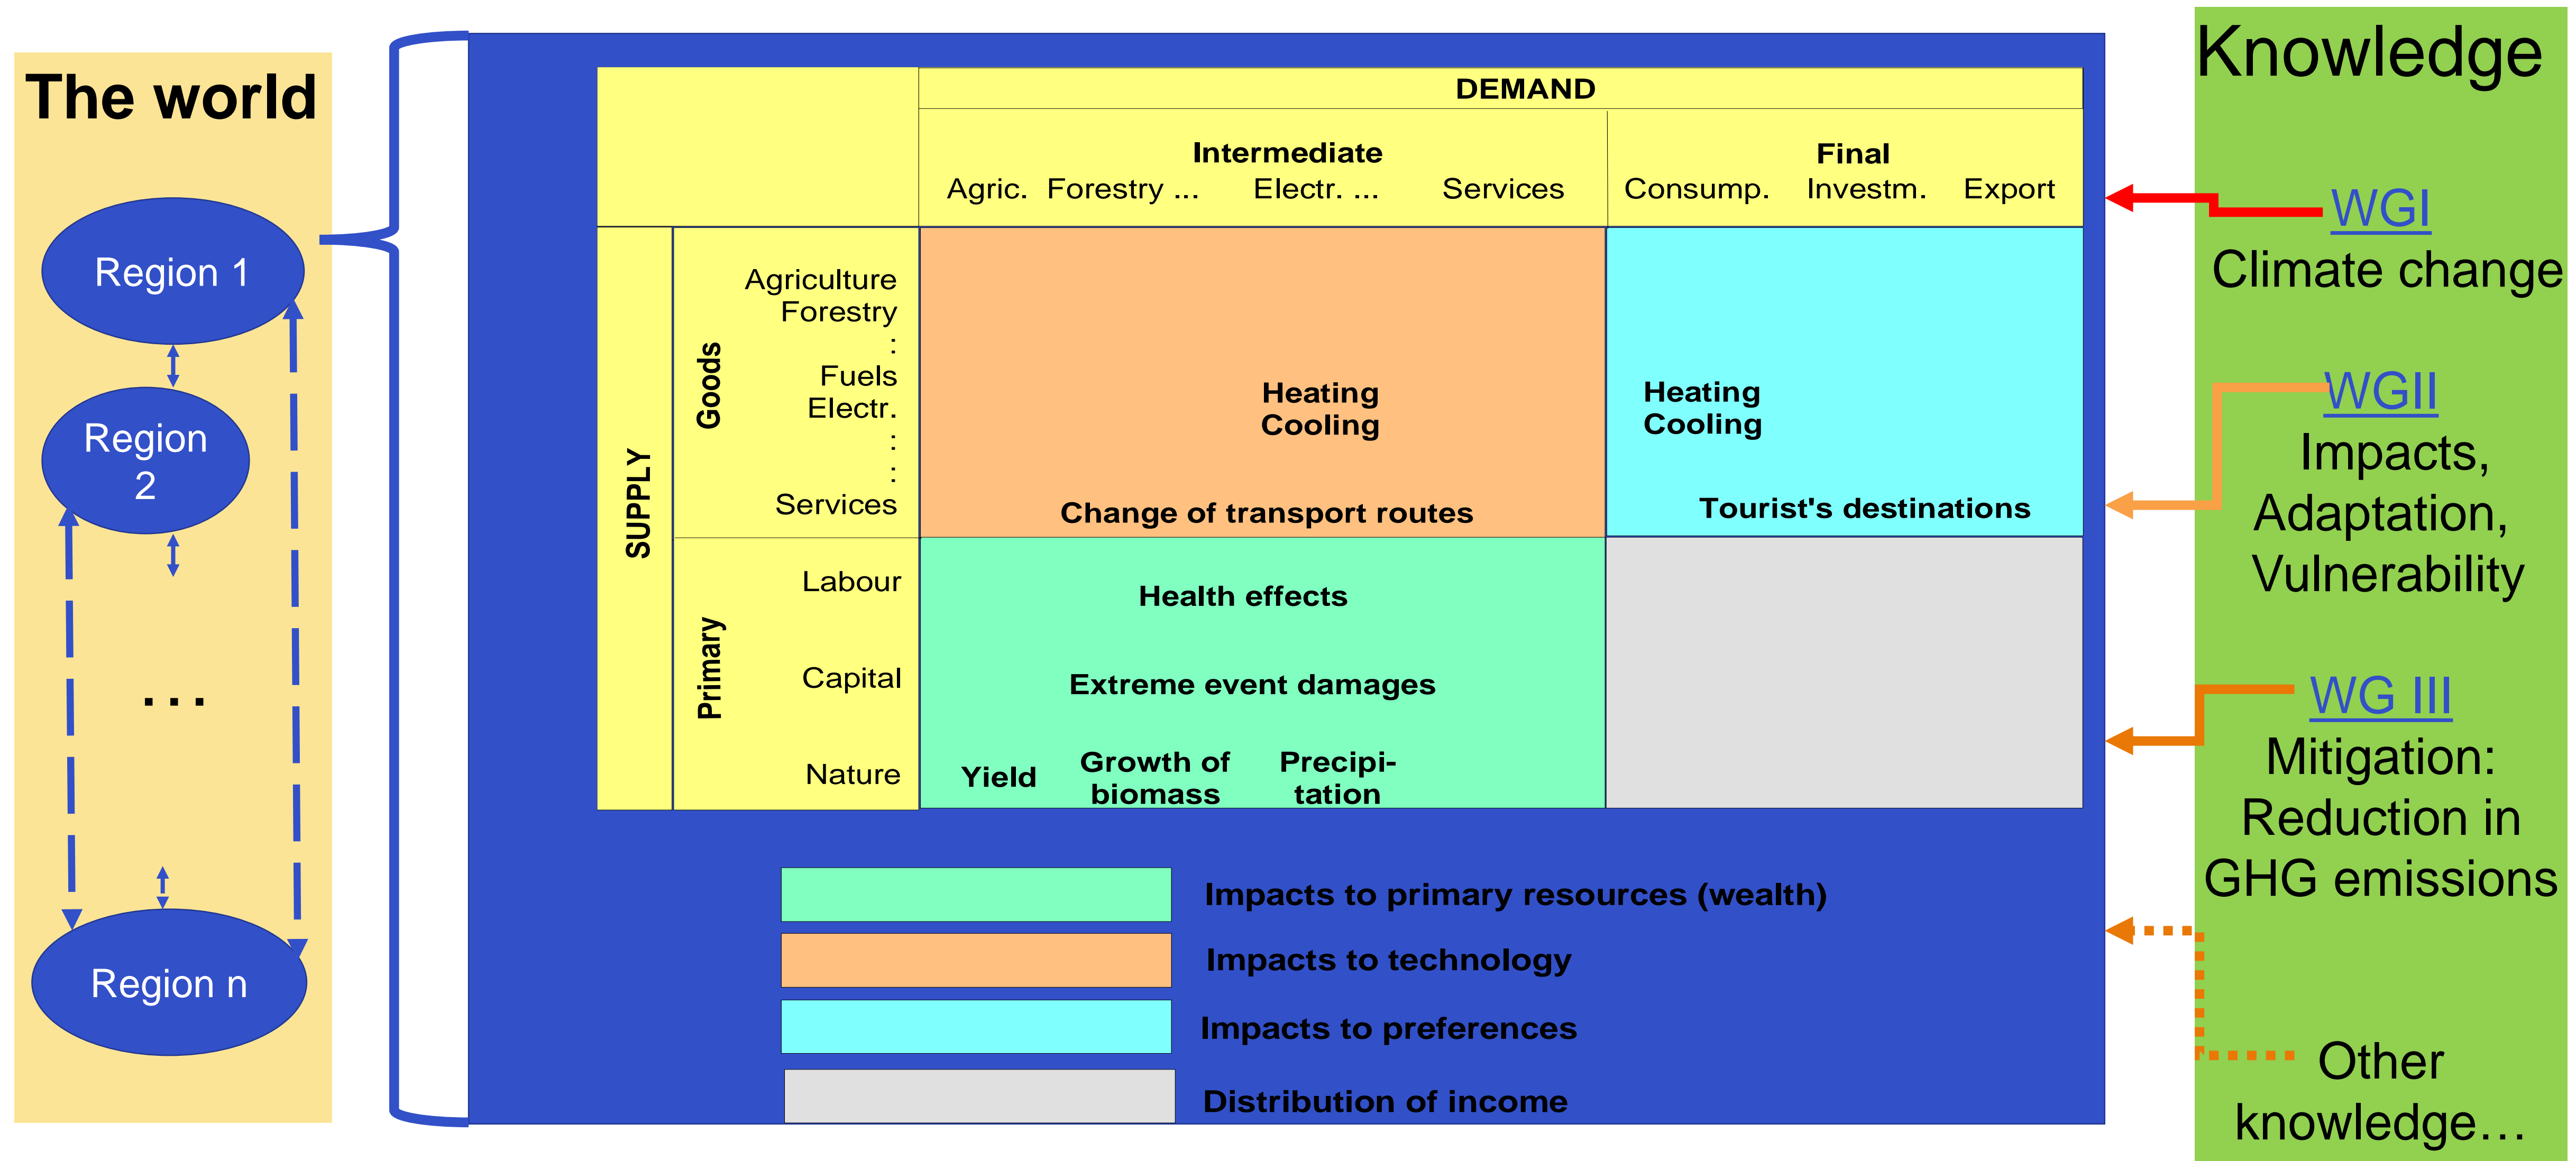 The world
Region 1
Region
2
...
Region n
DEMAND
Intermediate
Final
Agric. Forestry ... Electr. ... Services
Consump. Investm. Export
SUPPLY
Goods
Agriculture
Forestry
:
Fuels
Electr.
:
:
Services
Primary
Labour
Capital
Nature
Heating
Cooling
Change of transport routes
Heating
Cooling
Tourist's destinations
Health effects
Extreme event damages
Yield
Growth of
biomass
Precipi-
tation
Impacts to primary resources (wealth)
Impacts to technology
Impacts to preferences
Distribution of income
Knowledge
WGI
Climate change
WGII
Impacts,
Adaptation,
Vulnerability
WG III
Mitigation:
Reduction in
GHG emissions
Other
knowledge…